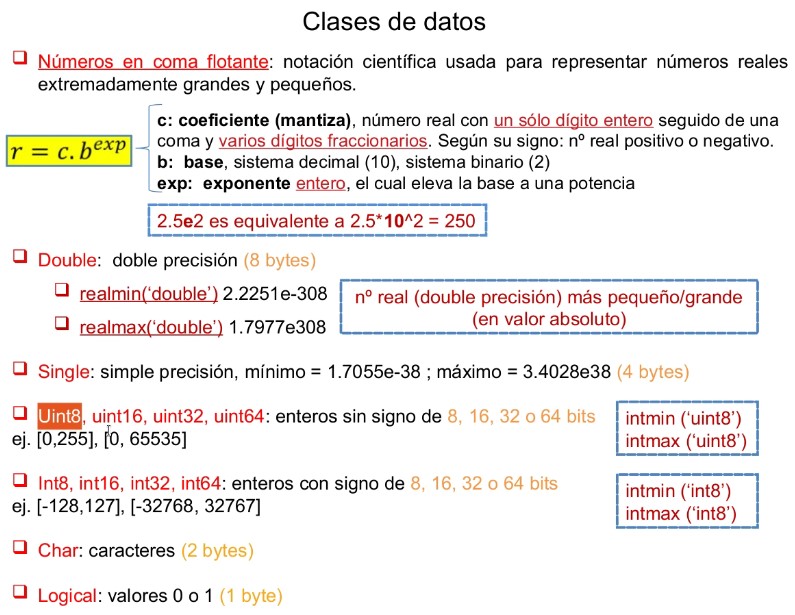 Clases de datos
Números en coma flotante: notación científica usada para representar números reales
extremadamente grandes y pequeños.
r = c.b^exp
c: coeficiente (mantiza), número real con un sólo dígito entero seguido de una
coma y varios dígitos fraccionarios. Según su signo: nº real positivo o negativo.
b: base, sistema decimal (10), sistema binario (2)
exp: exponente entero, el cual eleva la base a una potencia
2.5e2 es equivalente a 2.5*10^2 = 250
Double: doble precisión (8 bytes)
realmin(‘double’) 2.2251e-308
realmax(‘double’) 1.7977e308
nº real (double precisión) más pequeño/grande
(en valor absoluto)
Single: simple precisión, mínimo = 1.7055e-38 ; máximo = 3.4028e38 (4 bytes)
Uint8, uint16, uint32, uint64: enteros sin signo de 8, 16, 32 o 64 bits
ej. [0,255], [0, 65535]
intmin (‘uint8’)
intmax (‘uint8’)
Int8, int16, int32, int64: enteros con signo de 8, 16, 32 o 64 bits
ej. [-128,127], [-32768, 32767]
intmin (‘int8’)
intmax (‘int8’)
Char: caracteres (2 bytes)
Logical: valores 0 o 1 (1 byte)